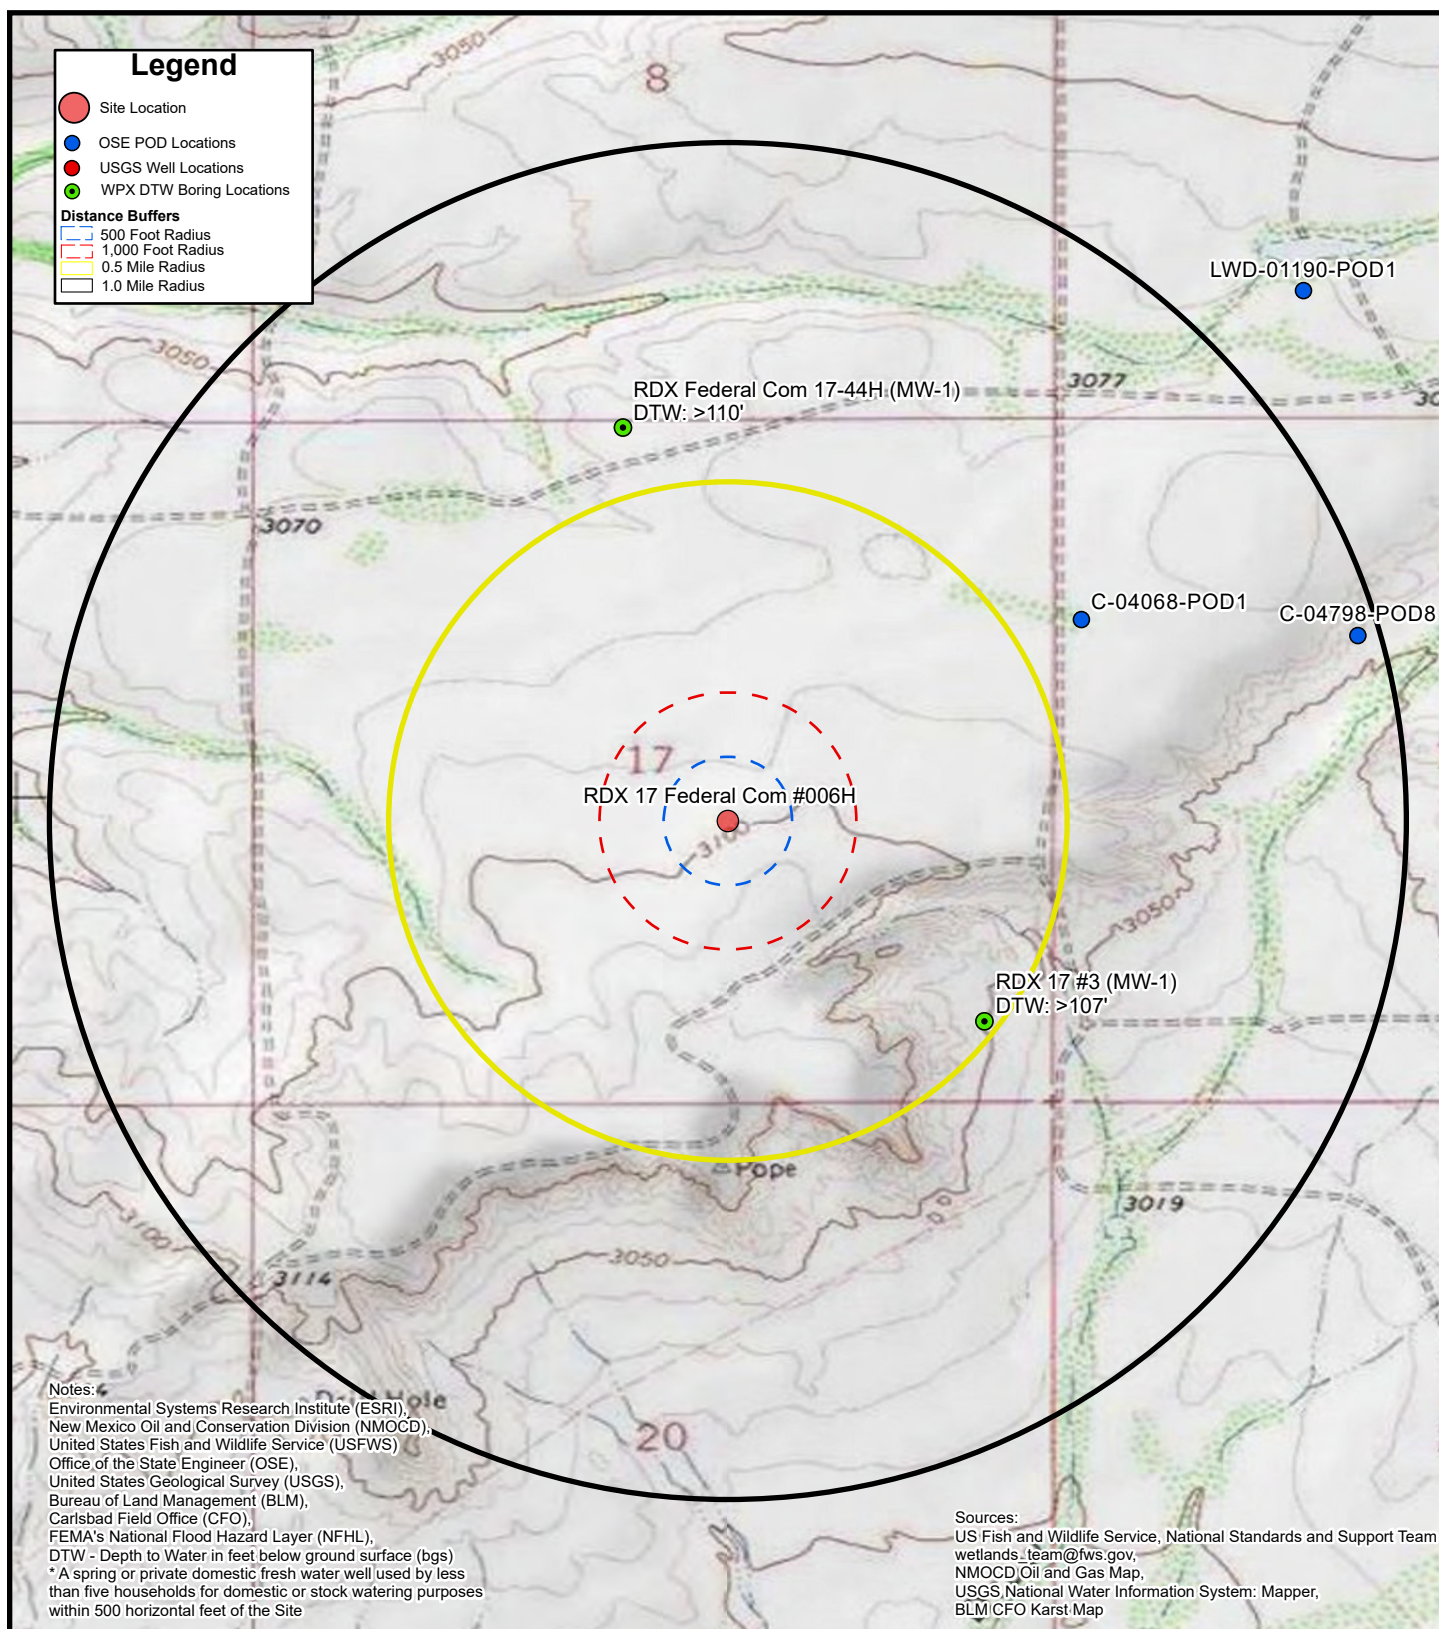 Legend
Site Location
OSE POD Locations
USGS Well Locations
WPX DTW Boring Locations
Distance Buffers
500 Foot Radius
1,000 Foot Radius
0.5 Mile Radius
1.0 Mile Radius
3050
8
LWD-01190-POD1
3050
3077
30
RDX Federal Com 17-44H (MW-1)
DTW: >110'
3070
C-04068-POD1
C-04798-POD8
17
RDX 17 Federal Com #006H
3100
3050
RDX 17 #3 (MW-1)
DTW: >107'
Pope
3019
3100
3050
3114
Hole
20
Notes:
Environmental Systems Research Institute (ESRI),
New Mexico Oil and Conservation Division (NMOCD),
United States Fish and Wildlife Service (USFWS)
Office of the State Engineer (OSE),
United States Geological Survey (USGS),
Bureau of Land Management (BLM),
Carlsbad Field Office (CFO),
FEMA's National Flood Hazard Layer (NFHL),
DTW - Depth to Water in feet below ground surface (bgs)
* A spring or private domestic fresh water well used by less
than five households for domestic or stock watering purposes
within 500 horizontal feet of the Site
Sources:
US Fish and Wildlife Service, National Standards and Support Team
wetlands_team@fws.gov,
NMOCD Oil and Gas Map,
USGS National Water Information System: Mapper,
BLM CFO Karst Map